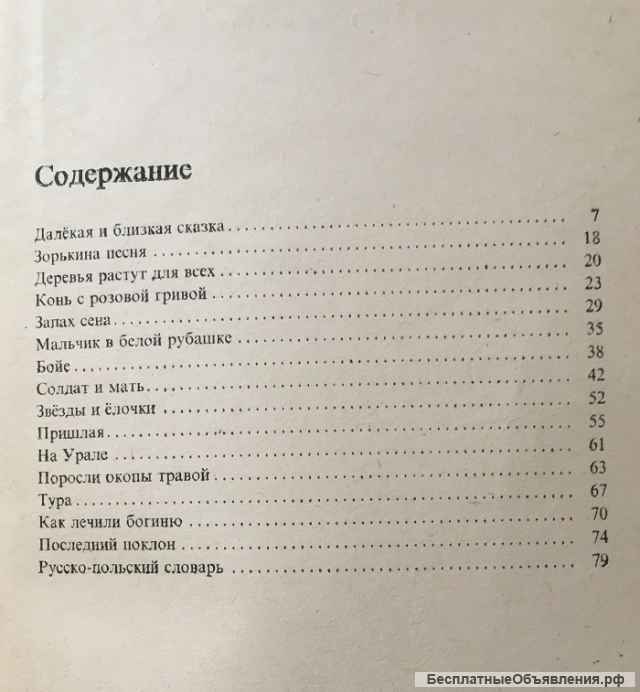 Содержание
Далёкая и близкая сказка 7
Зорькина песня 18
Деревья растут для всех 20
Конь с розовой гривой 23
Запах сена 29
Мальчик в белой рубашке 35
Бойе 38
Солдат и мать 42
Звёзды и ёлочки 52
Пришлая 55
На Урале 61
Поросли окопы травой 63
Тура 67
Как лечили богиню 70
Последний поклон 74
Русско-польский словарь 79
БесплатныеОбъявления.рф